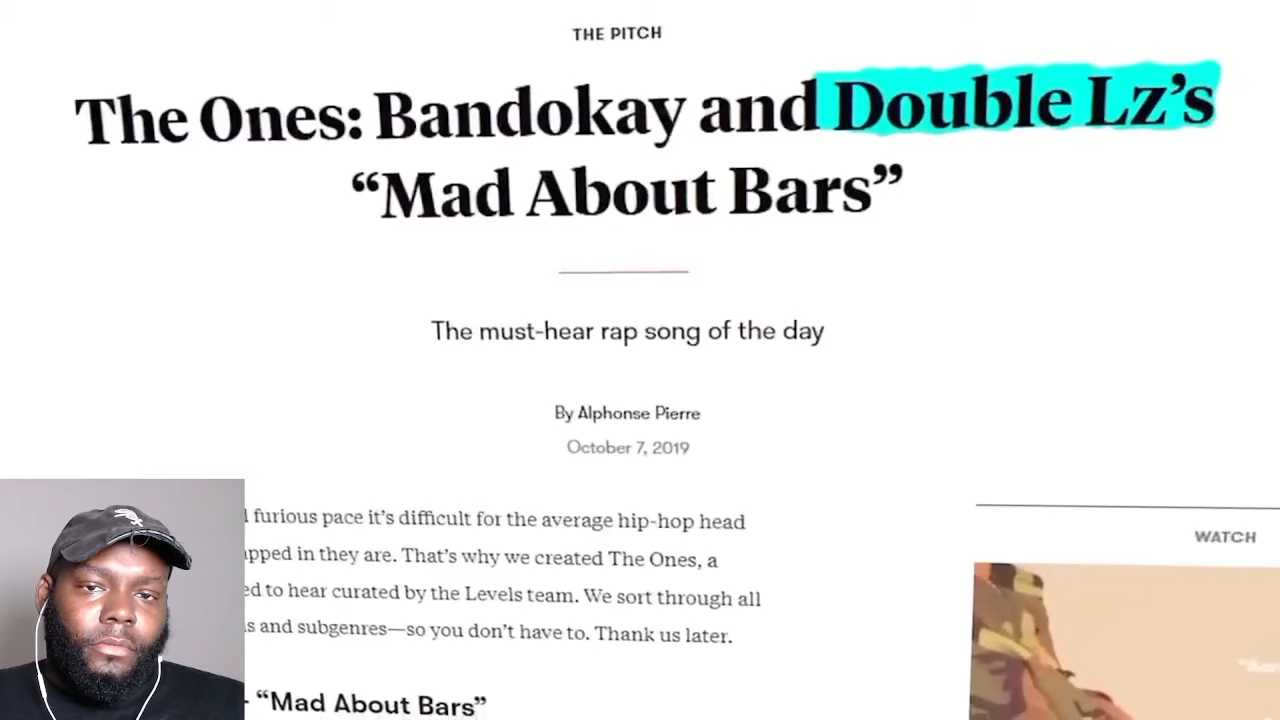 THE PITCH
The Ones: Bandokay and Double Lz’s
“Mad About Bars”
The must-hear rap song of the day
By Alphonse Pierre
October 7, 2019
furious pace it’s difficult for the average hip-hop head
in they are. That’s why we created The Ones, a
to hear curated by the Levels team. We sort through all
and subgenres—so you don’t have to. Thank us later.
“Mad About Bars”
WATCH